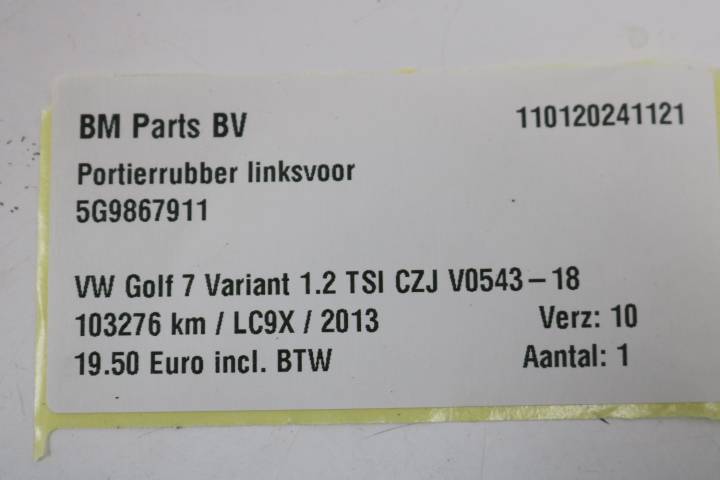 BM Parts BV 110120241121
Portierrubber linksvoor
5G9867911
VW Golf 7 Variant 1.2 TSI CZJ V0543-18
103276 km / LC9X / 2013 Verz: 10
19.50 Euro incl. BTW Aantal: 1